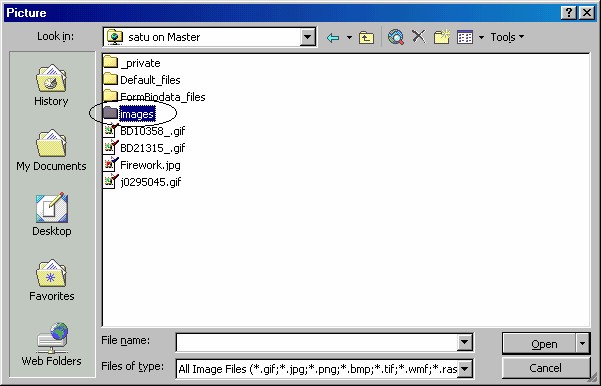 Picture
Look in:
satu on Master
Tools
_private
Default_files
FormBiodata_files
images
BD10358_.gif
BD21315_.gif
Firework.jpg
j0295045.gif
History
My Documents
Desktop
Favorites
Web Folders
File name:
Open
Files of type:
All Image Files (*.gif;*.jpg;*.png;*.bmp;*.tif;*.wmf;*.ras
Cancel